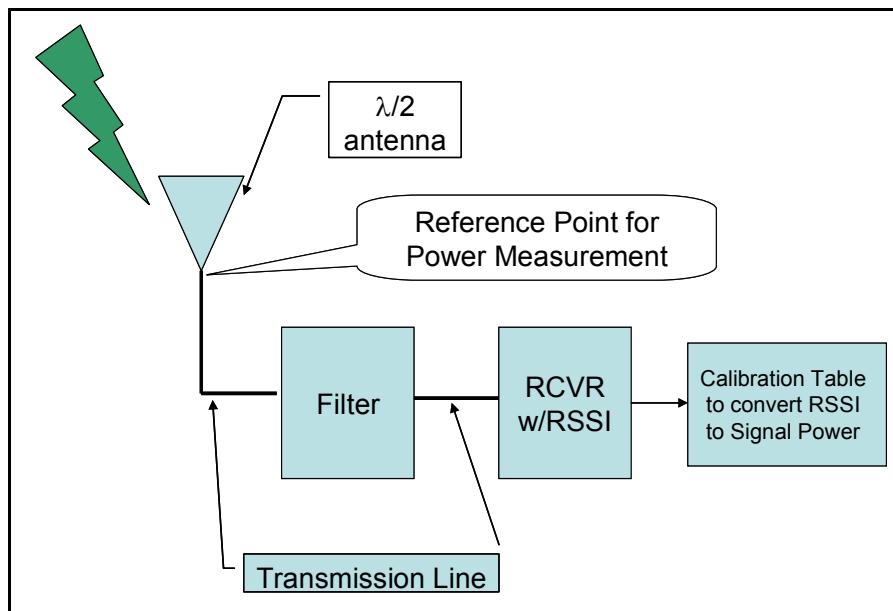 λ/2
antenna
Reference Point for
Power Measurement
Filter
RCVR
w/RSSI
Calibration Table
to convert RSSI
to Signal Power
Transmission Line